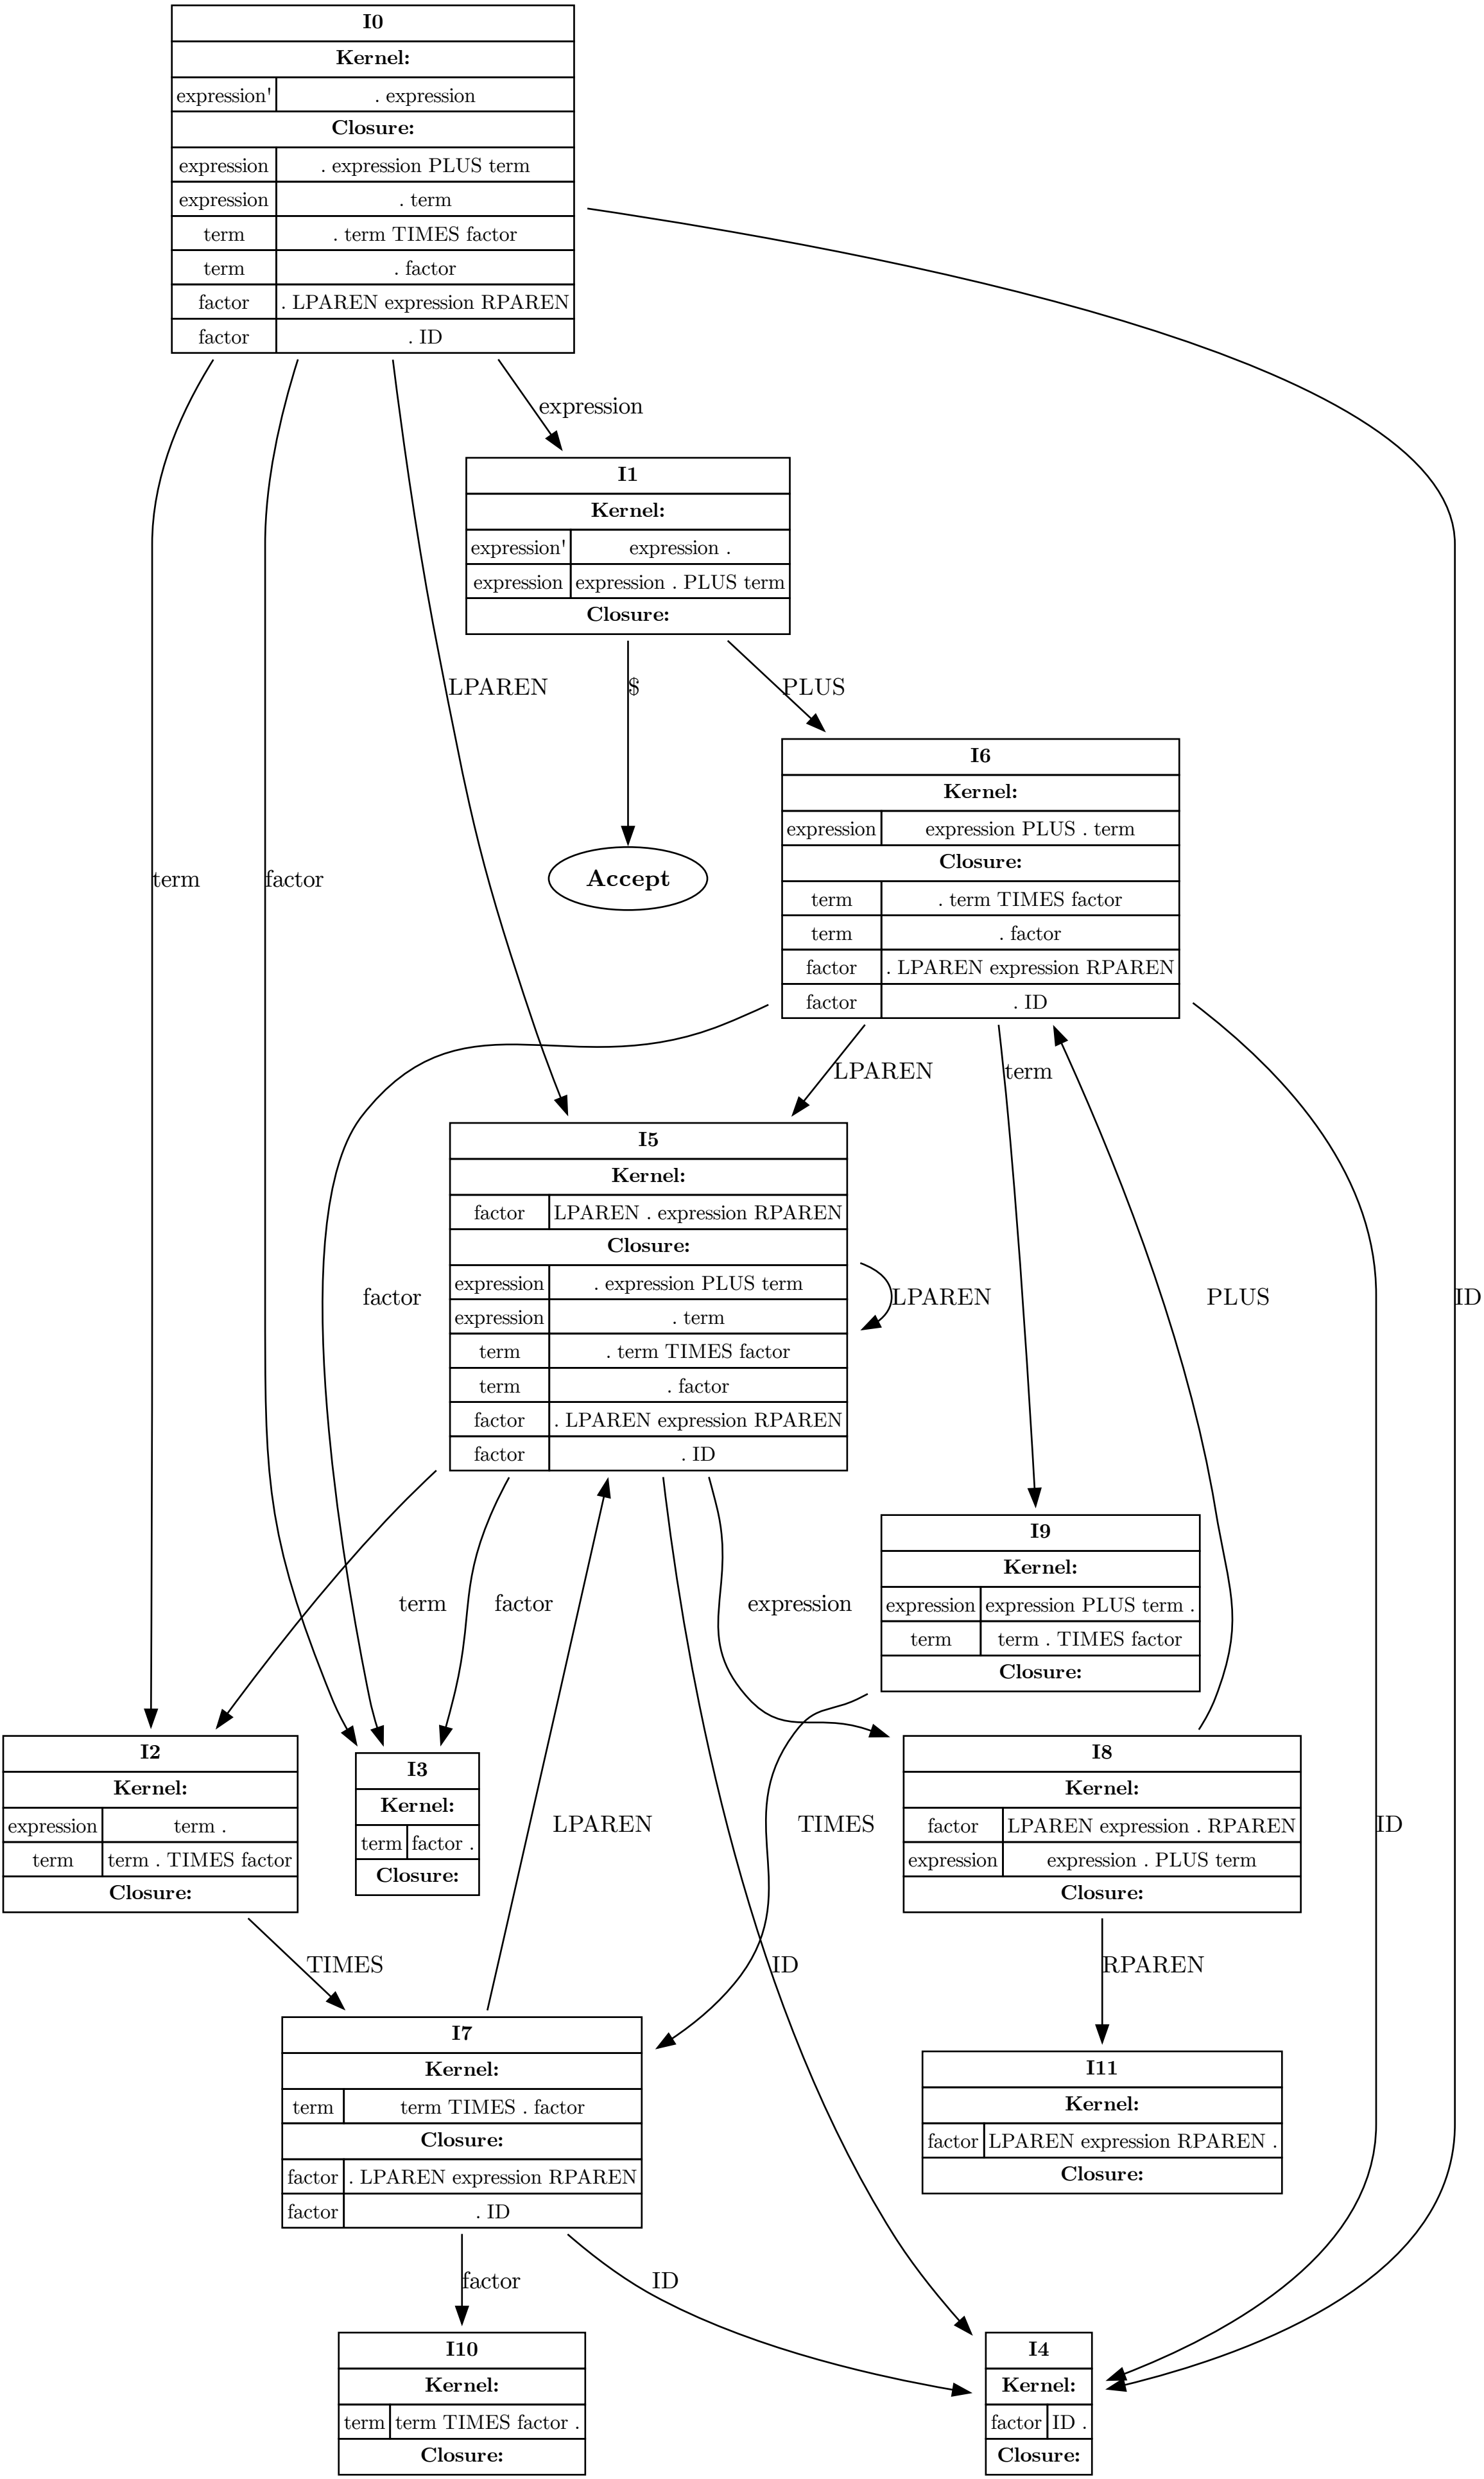 I0
Kernel:
expression' . expression
Closure:
expression . expression PLUS term
expression . term
term . term TIMES factor
term . factor
factor . LPAREN expression RPAREN
factor . ID
expression
I1
Kernel:
expression' expression .
expression expression . PLUS term
Closure:
LPAREN $ PLUS
I6
Kernel:
expression expression PLUS . term
Closure:
term . term TIMES factor
term . factor
factor . LPAREN expression RPAREN
factor . ID
term factor Accept
LPAREN term
I5
Kernel:
factor LPAREN . expression RPAREN
Closure:
expression . expression PLUS term
expression . term
term . term TIMES factor
term . factor
factor . LPAREN expression RPAREN
factor . ID
factor LPAREN PLUS ID
I9
Kernel:
expression expression PLUS term .
term term . TIMES factor
Closure:
term factor expression
I2
Kernel:
expression term .
term term . TIMES factor
Closure:
I3
Kernel:
term factor .
Closure:
LPAREN TIMES
I8
Kernel:
factor LPAREN expression . RPAREN
expression expression . PLUS term
Closure:
ID
TIMES ID RPAREN
I7
Kernel:
term term TIMES . factor
Closure:
factor . LPAREN expression RPAREN
factor . ID
I11
Kernel:
factor LPAREN expression RPAREN .
Closure:
factor ID
I10
Kernel:
term term TIMES factor .
Closure:
I4
Kernel:
factor ID .
Closure: